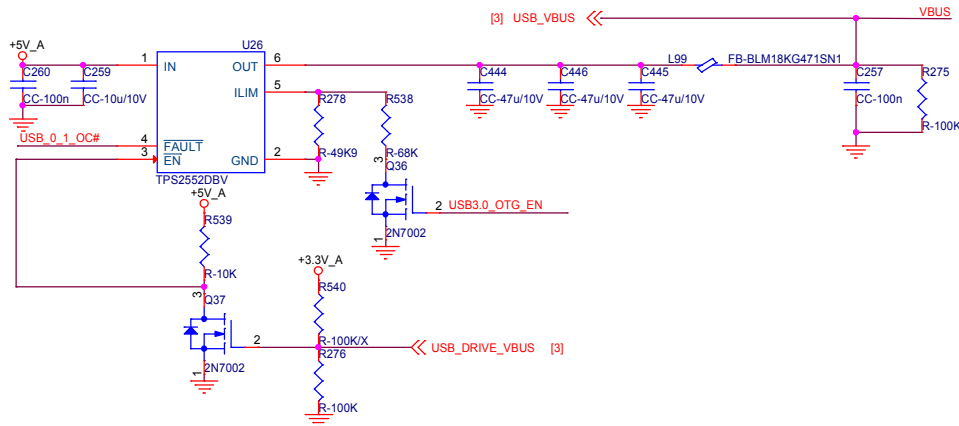 [3] USB_VBUS
VBUS
+5V_A
U26
C260
C259
1
IN
OUT
6
L99
FB-BLM18KG471SN1
C444
C446
C445
C257
R275
CC-100n
CC-10u/10V
ILIM
5
R278
R538
CC-47u/10V
CC-47u/10V
CC-47u/10V
CC-100n
R-100K
USB_0_1_OC#
4
FAULT
3
EN
GND
2
R-49K9
R-68K
TPS2552DBV
3
Q36
+5V_A
2
USB3.0_OTG_EN
R539
1
2N7002
R-10K
+3.3V_A
3
Q37
R540
2
R-100K/X
USB_DRIVE_VBUS [3]
R276
1
2N7002
R-100K